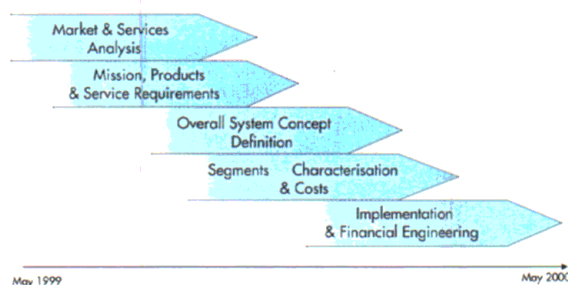 Market & Services
Analysis
Mission, Products
& Service Requirements
Overall System Concept
Definition
Segments Characterisation
& Costs
Implementation
& Financial Engineering
May 1999
May 2000